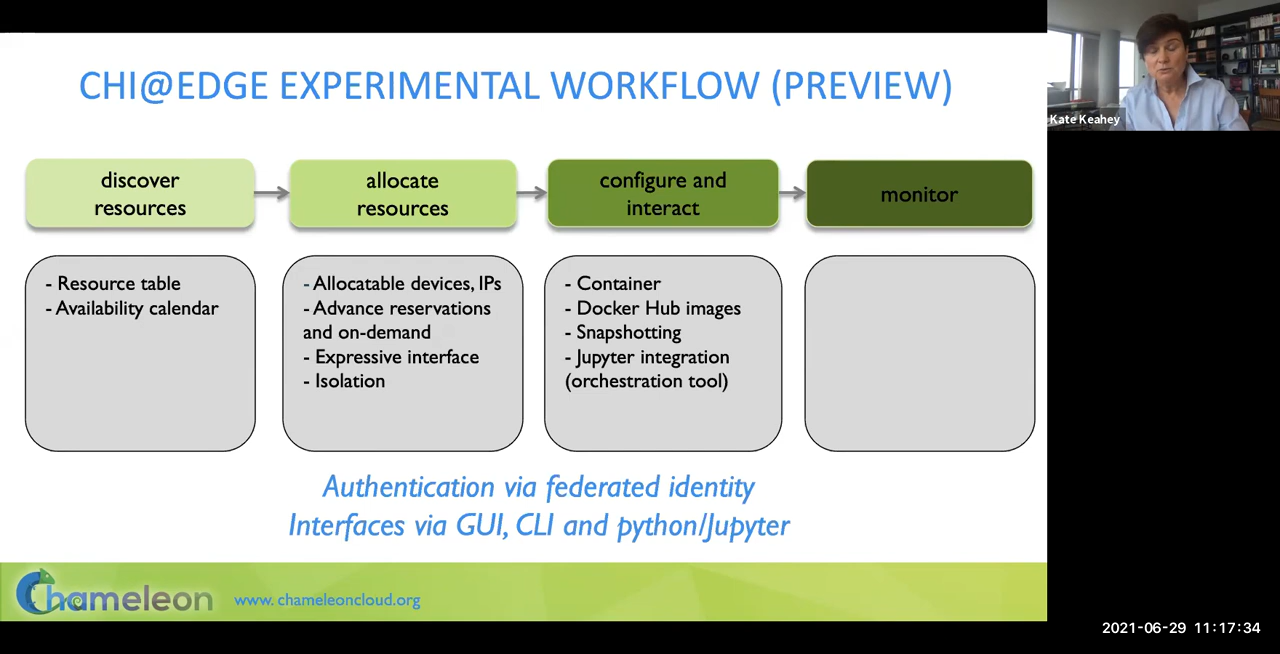 CHI@EDGE EXPERIMENTAL WORKFLOW (PREVIEW)
Kate Keahey
discover
resources
allocate
resources
configure and
interact
monitor
- Resource table
- Availability calendar
- Allocatable devices, IPs
- Advance reservations
and on-demand
- Expressive interface
- Isolation
- Container
- Docker Hub images
- Snapshotting
- Jupyter integration
(orchestration tool)
Authentication via federated identity
Interfaces via GUI, CLI and python/Jupyter
Chameleon
www. chameleoncloud.org
2021-06-29 11:17:34